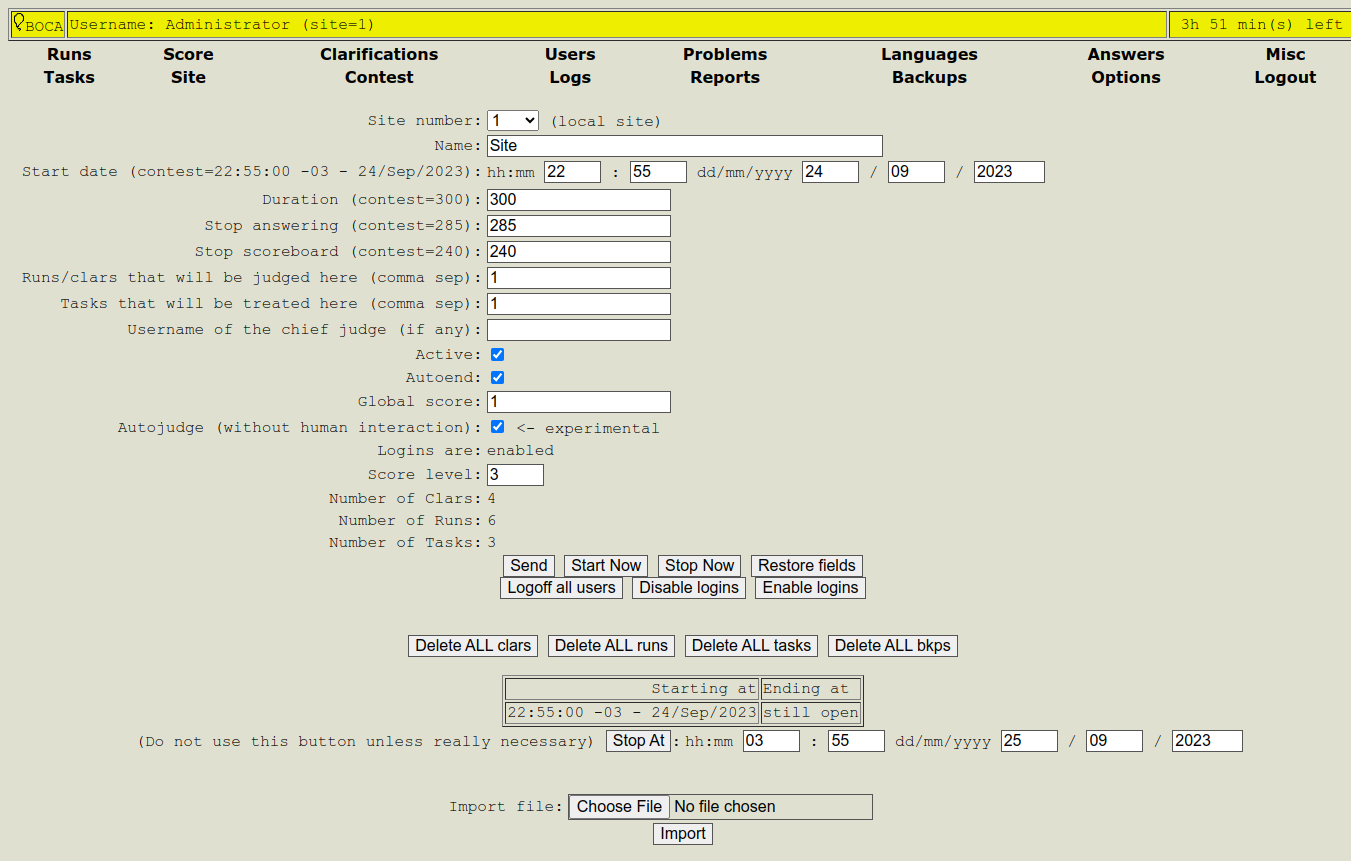 BOCA Username: Administrator (site=1) 3h 51 min(s) left
Runs Score Clarifications Users Problems Languages Answers Misc
Tasks Site Contest Logs Reports Backups Options Logout
Site number: 1 (local site)
Name: Site
Start date (contest=22:55:00 -03 - 24/Sep/2023): hh:mm 22 : 55 dd/mm/yyyy 24 / 09 / 2023
Duration (contest=300): 300
Stop answering (contest=285): 285
Stop scoreboard (contest=240): 240
Runs/clars that will be judged here (comma sep): 1
Tasks that will be treated here (comma sep): 1
Username of the chief judge (if any):
Active:
Autoend:
Global score: 1
Autojudge (without human interaction): <- experimental
Logins are: enabled
Score level: 3
Number of Clars: 4
Number of Runs: 6
Number of Tasks: 3
Send Start Now Stop Now Restore fields
Logoff all users Disable logins Enable logins
Delete ALL clars Delete ALL runs Delete ALL tasks Delete ALL bkps
Starting at Ending at
22:55:00 -03 - 24/Sep/2023 still open
(Do not use this button unless really necessary) Stop At : hh:mm 03 : 55 dd/mm/yyyy 25 / 09 / 2023
Import file: Choose File No file chosen
Import